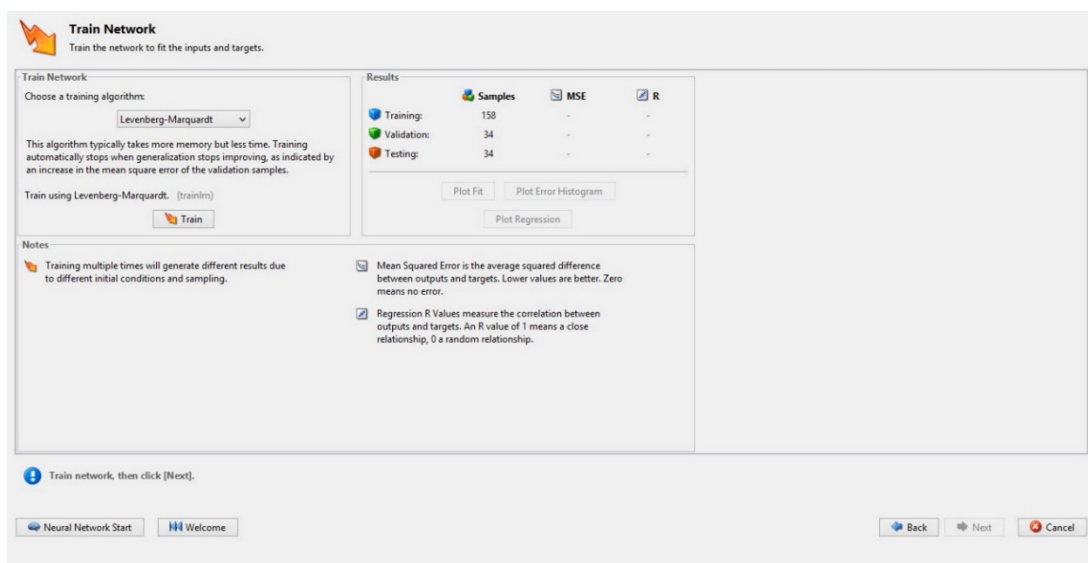 Train Network
Train the network to fit the inputs and targets.
Train Network
Choose a training algorithm:
Levenberg-Marquardt
This algorithm typically takes more memory but less time. Training
automatically stops when generalization stops improving, as indicated by
an increase in the mean square error of the validation samples.
Train using Levenberg-Marquardt. (trainlm)
Train
Results
Samples MSE R
Training: 158 - -
Validation: 34 - -
Testing: 34 - -
Plot Fit Plot Error Histogram
Plot Regression
Notes
Training multiple times will generate different results due
to different initial conditions and sampling.
Mean Squared Error is the average squared difference
between outputs and targets. Lower values are better. Zero
means no error.
Regression R Values measure the correlation between
outputs and targets. An R value of 1 means a close
relationship, 0 a random relationship.
Train network, then click [Next].
Neural Network Start Welcome Back Next Cancel